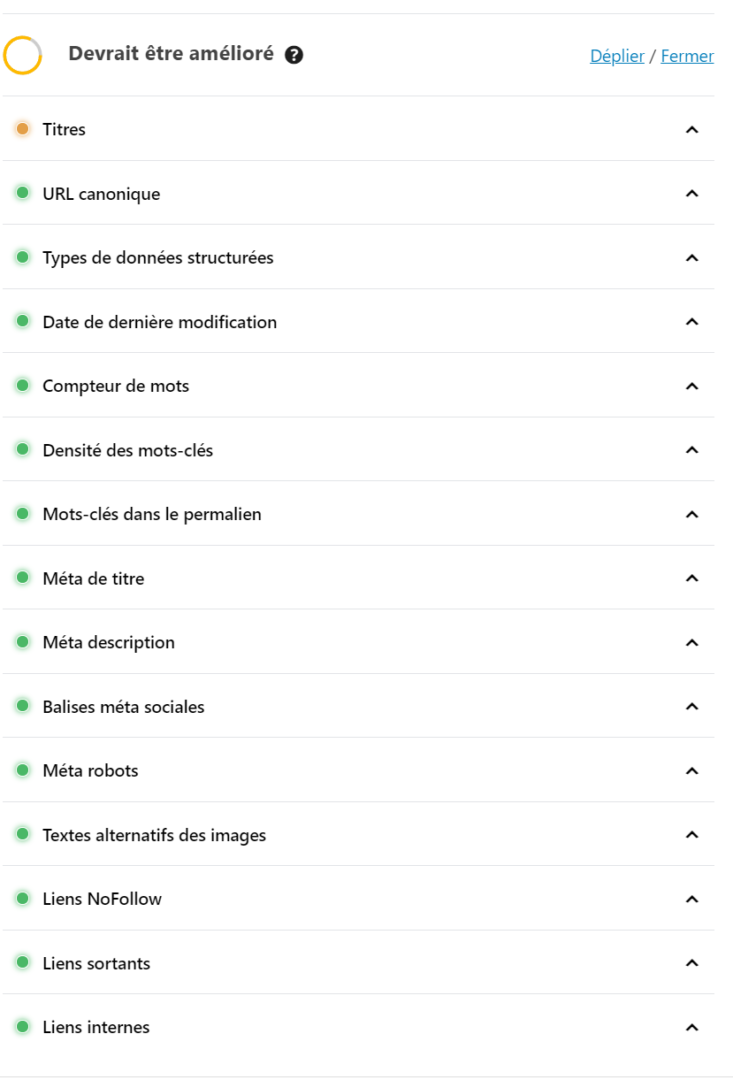 Devrait être amélioré ?
Déplier / Fermer
Titres
URL canonique
Types de données structurées
Date de dernière modification
Compteur de mots
Densité des mots-clés
Mots-clés dans le permalien
Méta de titre
Méta description
Balises méta sociales
Méta robots
Textes alternatifs des images
Liens NoFollow
Liens sortants
Liens internes